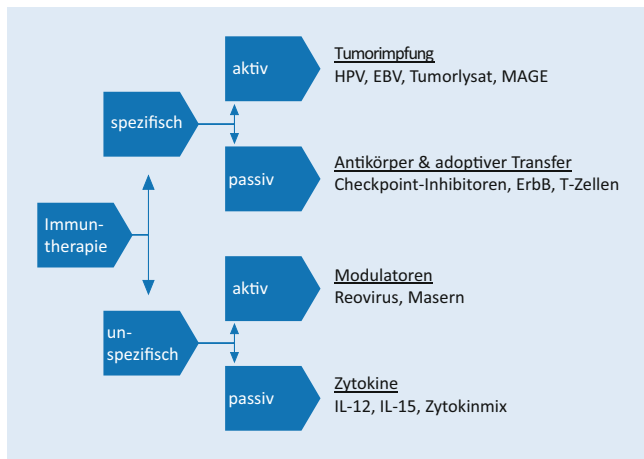 aktiv
Tumorimpfung
HPV, EBV, Tumorlysat, MAGE
spezifisch
passiv
Antikörper & adoptiver Transfer
Checkpoint-Inhibitoren, ErbB, T-Zellen
Immun-
therapie
aktiv
Modulatoren
Reovirus, Masern
un-
spezifisch
passiv
Zytokine
IL-12, IL-15, Zytokinmix